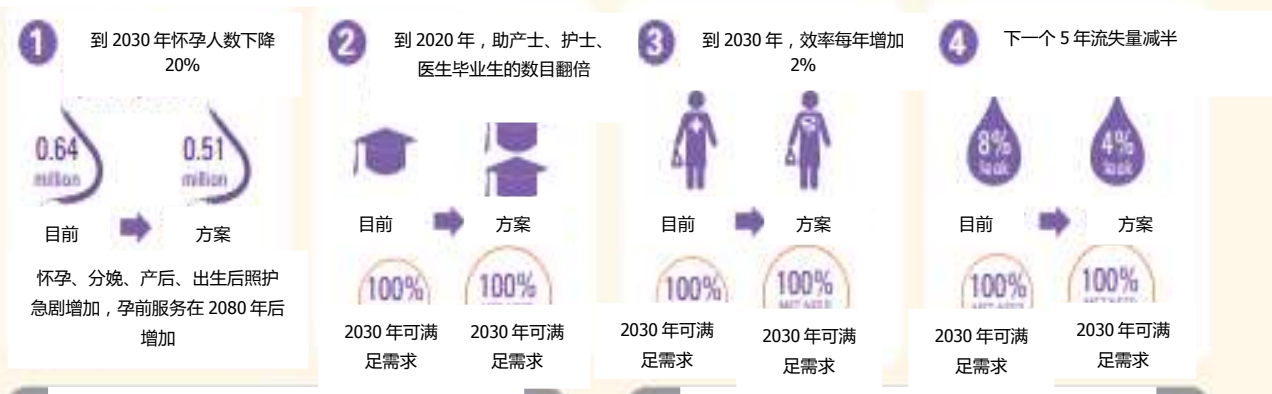 1
到 2030 年怀孕人数下降
20%
0.64
million
0.51
million
目前
方案
怀孕、分娩、产后、出生后照护
急剧增加，孕前服务在 2080 年后
增加
2
到 2020 年，助产士、护士、
医生毕业生的数目翻倍
目前
方案
100%
100%
2030 年可满
足需求
2030 年可满
足需求
3
到 2030 年，效率每年增加
2%
目前
方案
100%
100%
2030 年可满
足需求
2030 年可满
足需求
4
下一个 5 年流失量减半
8%
4%
目前
方案
100%
100%
2030 年可满
足需求
2030 年可满
足需求